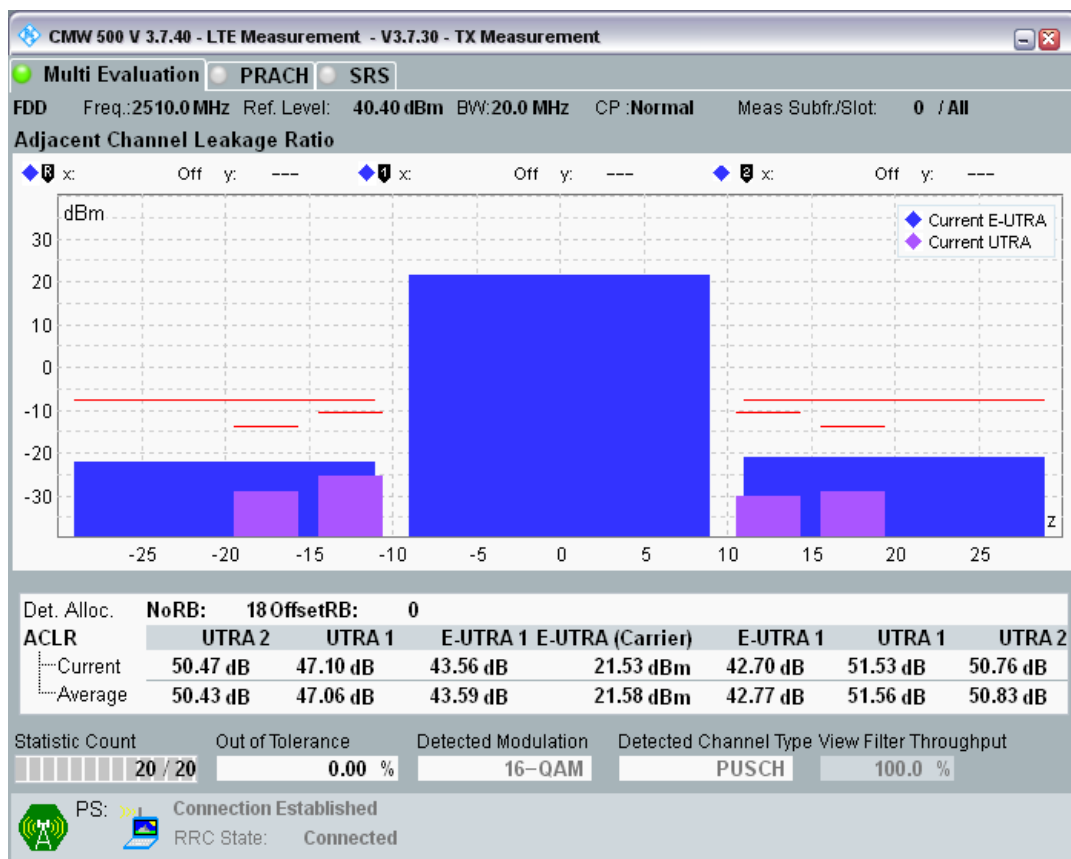 CMW 500 V 3.7.40 - LTE Measurement - V3.7.30 - TX Measurement
Multi Evaluation PRACH SRS
FDD Freq.:2510.0 MHz Ref. Level: 40.40 dBm BW:20.0 MHz CP :Normal Meas Subfr./Slot: 0 / All
Adjacent Channel Leakage Ratio
R x: Off y: --- 1 x: Off y: --- 2 x: Off y: ---
dBm
Current E-UTRA
Current UTRA
30
20
10
0
-10
-20
-30
z
-25 -20 -15 -10 -5 0 5 10 15 20 25
Det. Alloc. NoRB: 18 OffsetRB: 0
ACLR UTRA 2 UTRA 1 E-UTRA 1 E-UTRA (Carrier) E-UTRA 1 UTRA 1 UTRA 2
Current 50.47 dB 47.10 dB 43.56 dB 21.53 dBm 42.70 dB 51.53 dB 50.76 dB
Average 50.43 dB 47.06 dB 43.59 dB 21.58 dBm 42.77 dB 51.56 dB 50.83 dB
Statistic Count Out of Tolerance Detected Modulation Detected Channel Type View Filter Throughput
20 / 20 0.00 % 16-QAM PUSCH 100.0 %
PS: Connection Established
RRC State: Connected